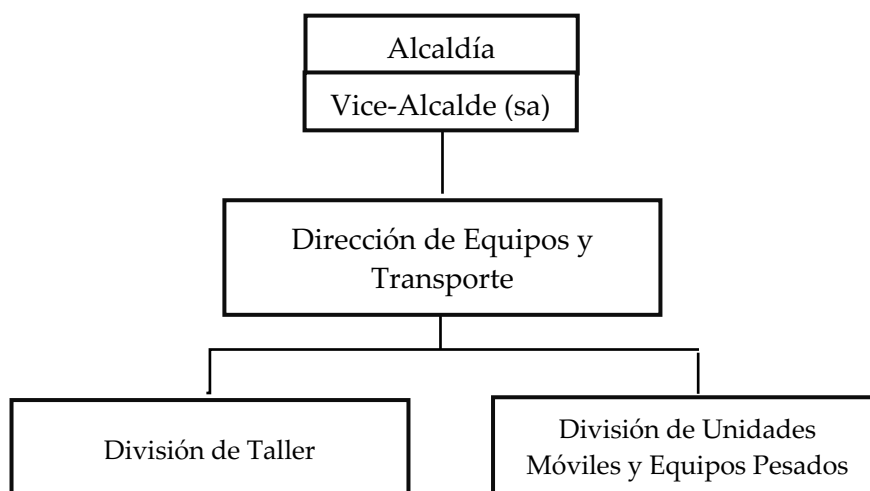 Alcaldía
Vice-Alcalde (sa)
Dirección de Equipos y
Transporte
División de Taller
División de Unidades
Móviles y Equipos Pesados